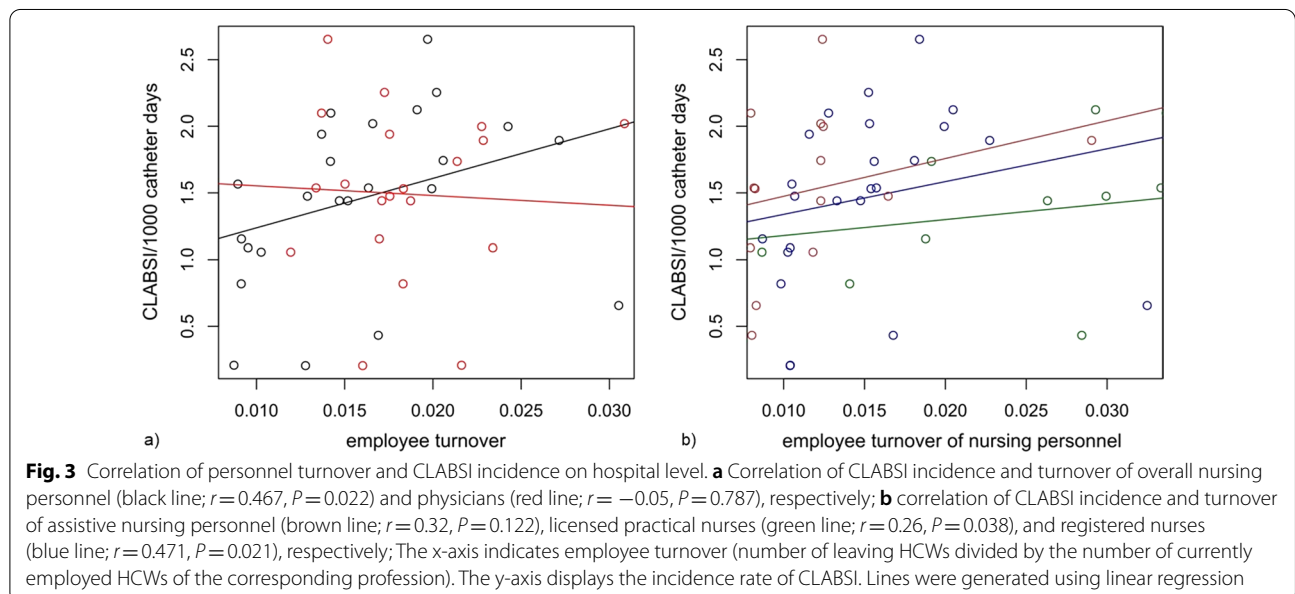 CLABSI/1000 catheter days
2.5
2.0
1.5
1.0
0.5
0.010 0.015 0.020 0.025 0.030
a)
employee turnover
CLABSI/1000 catheter days
2.5
2.0
1.5
1.0
0.5
0.010 0.015 0.020 0.025 0.030
b)
employee turnover of nursing personnel
Fig. 3 Correlation of personnel turnover and CLABSI incidence on hospital level. a Correlation of CLABSI incidence and turnover of overall nursing
personnel (black line; r = 0.467, P = 0.022) and physicians (red line; r = −0.05, P = 0.787), respectively; b correlation of CLABSI incidence and turnover
of assistive nursing personnel (brown line; r = 0.32, P = 0.122), licensed practical nurses (green line; r = 0.26, P = 0.038), and registered nurses
(blue line; r = 0.471, P = 0.021), respectively; The x-axis indicates employee turnover (number of leaving HCWs divided by the number of currently
employed HCWs of the corresponding profession). The y-axis displays the incidence rate of CLABSI. Lines were generated using linear regression